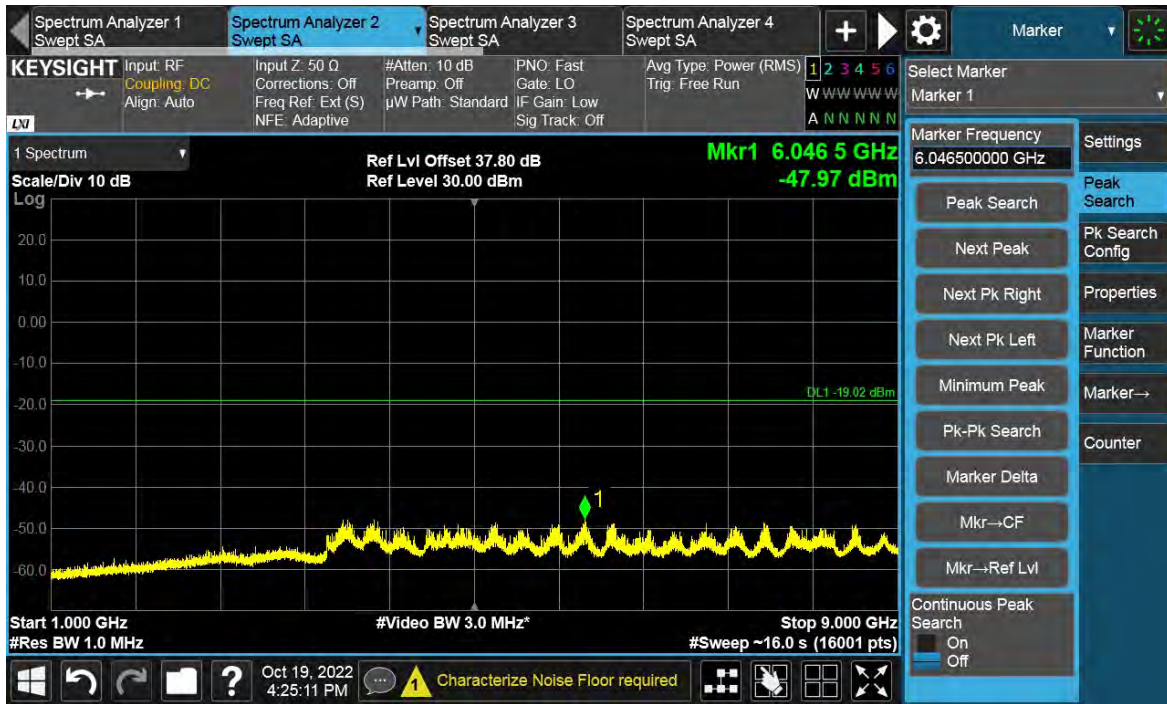 Spectrum Analyzer 1
Swept SA
Spectrum Analyzer 2
Swept SA
Spectrum Analyzer 3
Swept SA
Spectrum Analyzer 4
Swept SA
+
Marker
KEYSIGHT
LXI
Input: RF
Coupling: DC
Align: Auto
Input Z: 50 Ω
Corrections: Off
Freq Ref: Ext (S)
NFE: Adaptive
#Atten: 10 dB
Preamp: Off
µW Path: Standard
PNO: Fast
Gate: LO
IF Gain: Low
Sig Track: Off
Avg Type: Power (RMS)
Trig: Free Run
1 2 3 4 5 6
W W W W W W
A N N N N N
Select Marker
Marker 1
1 Spectrum
Scale/Div 10 dB
Log
Ref Lvl Offset 37.80 dB
Ref Level 30.00 dBm
Mkr1 6.046 5 GHz
-47.97 dBm
20.0
10.0
0.00
-10.0
-20.0
-30.0
-40.0
-50.0
-60.0
DL1 -19.02 dBm
1
Start 1.000 GHz
#Res BW 1.0 MHz
#Video BW 3.0 MHz*
Stop 9.000 GHz
#Sweep ~16.0 s (16001 pts)
Marker Frequency
6.046500000 GHz
Peak Search
Next Peak
Next Pk Right
Next Pk Left
Minimum Peak
Pk-Pk Search
Marker Delta
Mkr→CF
Mkr→Ref Lvl
Continuous Peak
Search
On
Off
Settings
Peak
Search
Pk Search
Config
Properties
Marker
Function
Marker→
Counter
?
Oct 19, 2022
4:25:11 PM
1
Characterize Noise Floor required